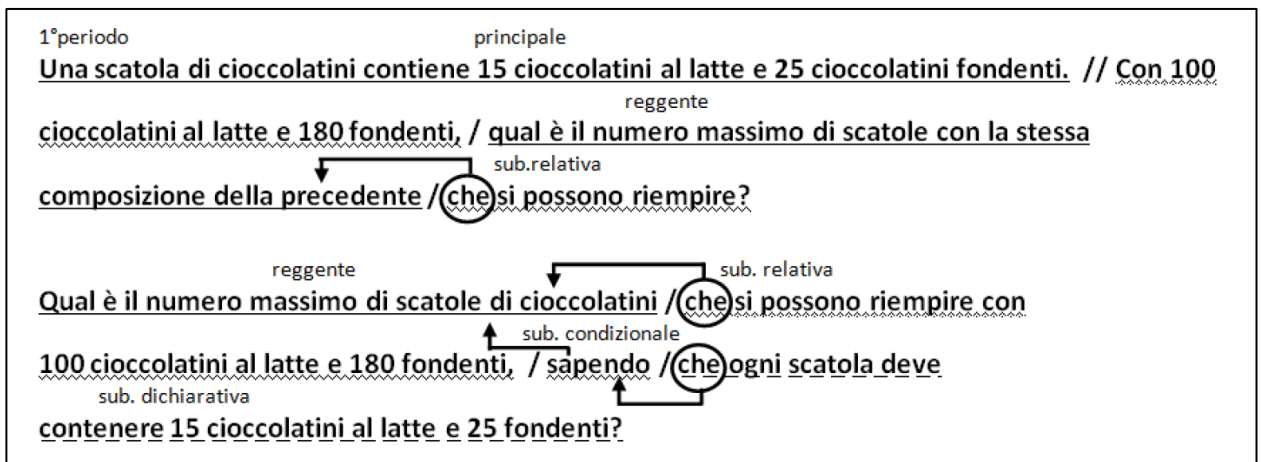 1°periodo principale
Una scatola di cioccolatini contiene 15 cioccolatini al latte e 25 cioccolatini fondenti. // Con 100
reggente
cioccolatini al latte e 180 fondenti, / qual è il numero massimo di scatole con la stessa
sub.relativa
composizione della precedente / che si possono riempire?
reggente sub. relativa
Qual è il numero massimo di scatole di cioccolatini / che si possono riempire con
sub. condizionale
100 cioccolatini al latte e 180 fondenti, / sapendo / che ogni scatola deve
sub. dichiarativa
contenere 15 cioccolatini al latte e 25 fondenti?